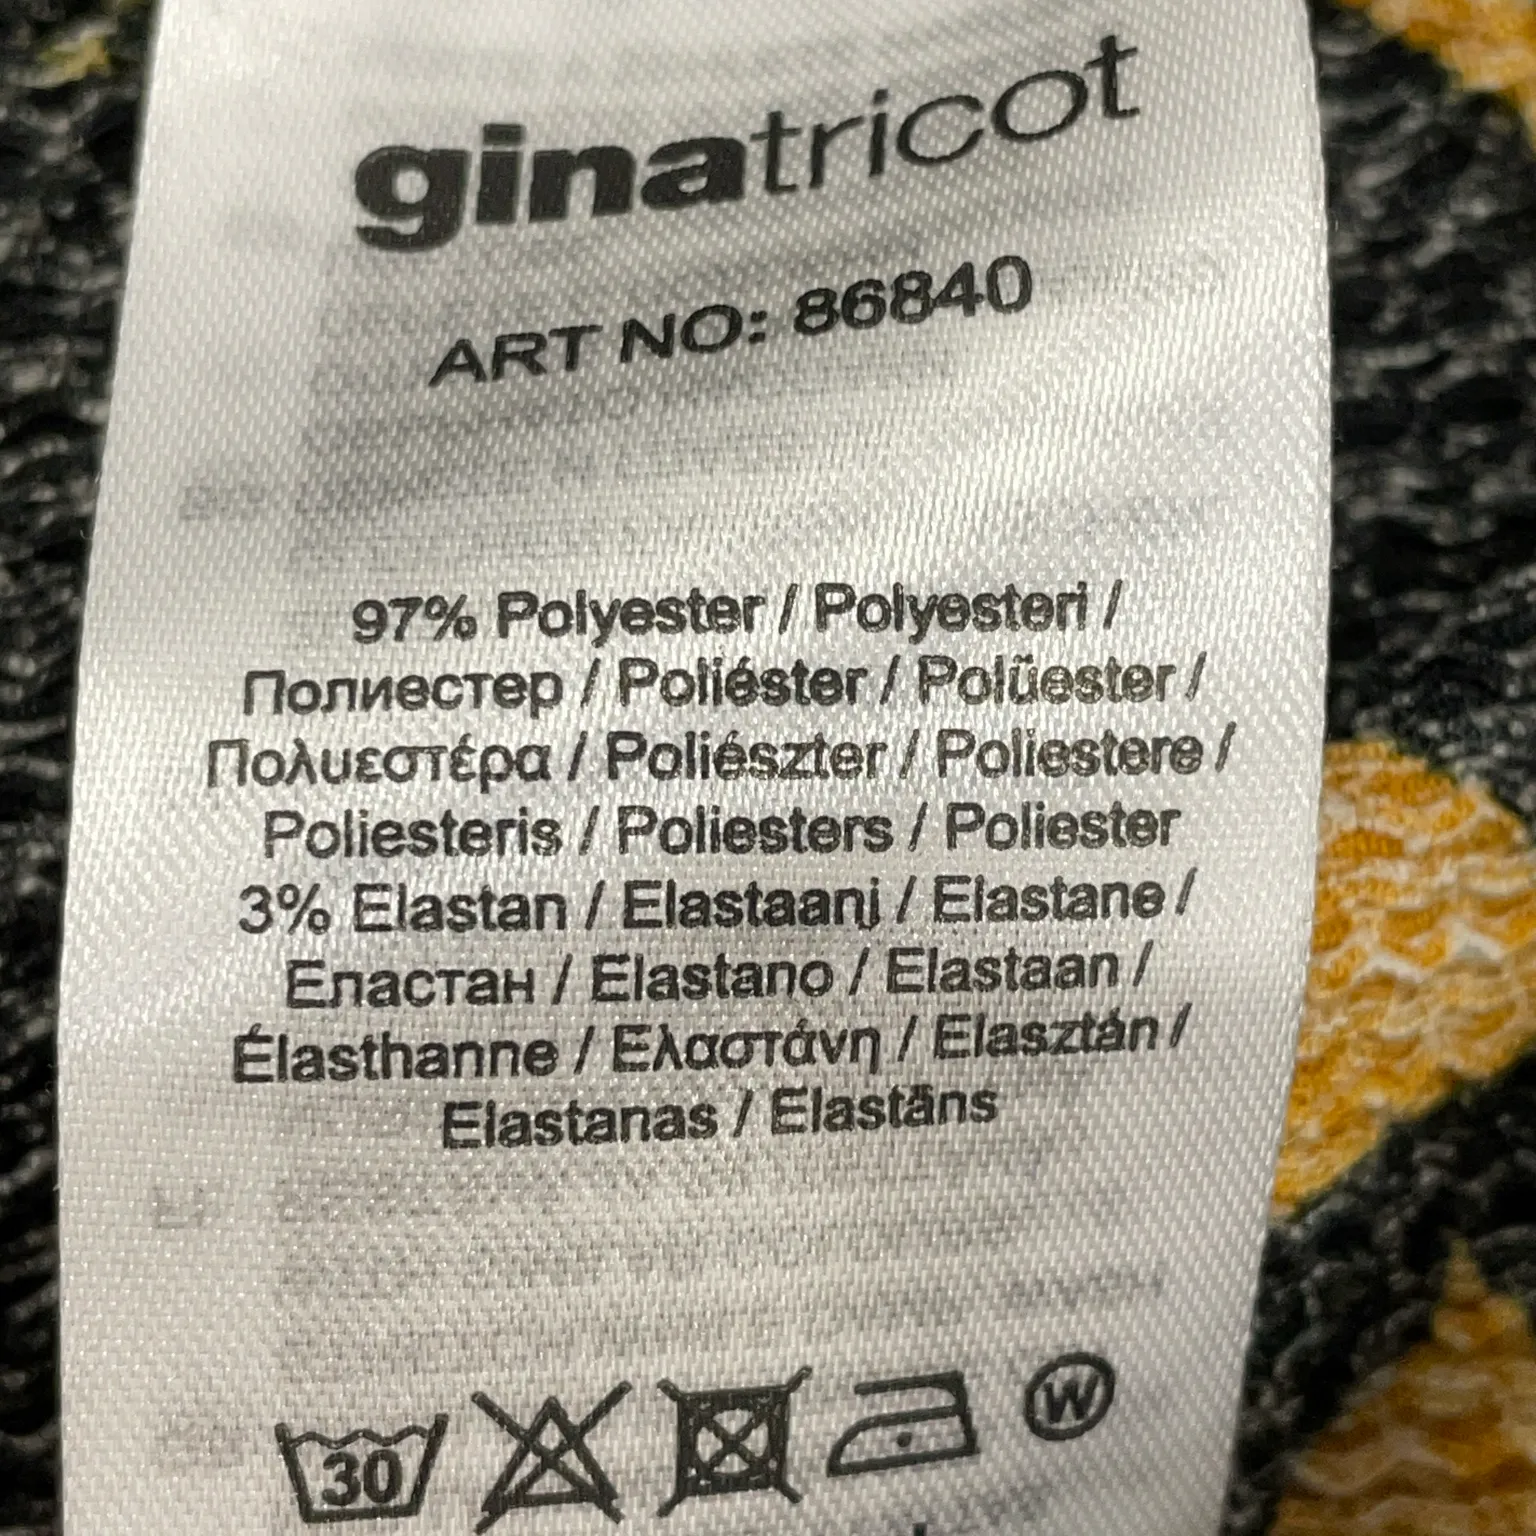 ginatricot
ART NO: 86840
97% Polyester / Polyesteri /
Полиестер / Poliéster / Polüester /
Πολυεστέρα / Poliészter / Poliestere /
Poliesteris / Poliesters / Poliester
3% Elastan / Elastaani / Elastane /
Еластан / Elastano / Elastaan /
Élasthanne / Ελαστάνη / Elasztán /
Elastanas / Elastāns
30 W